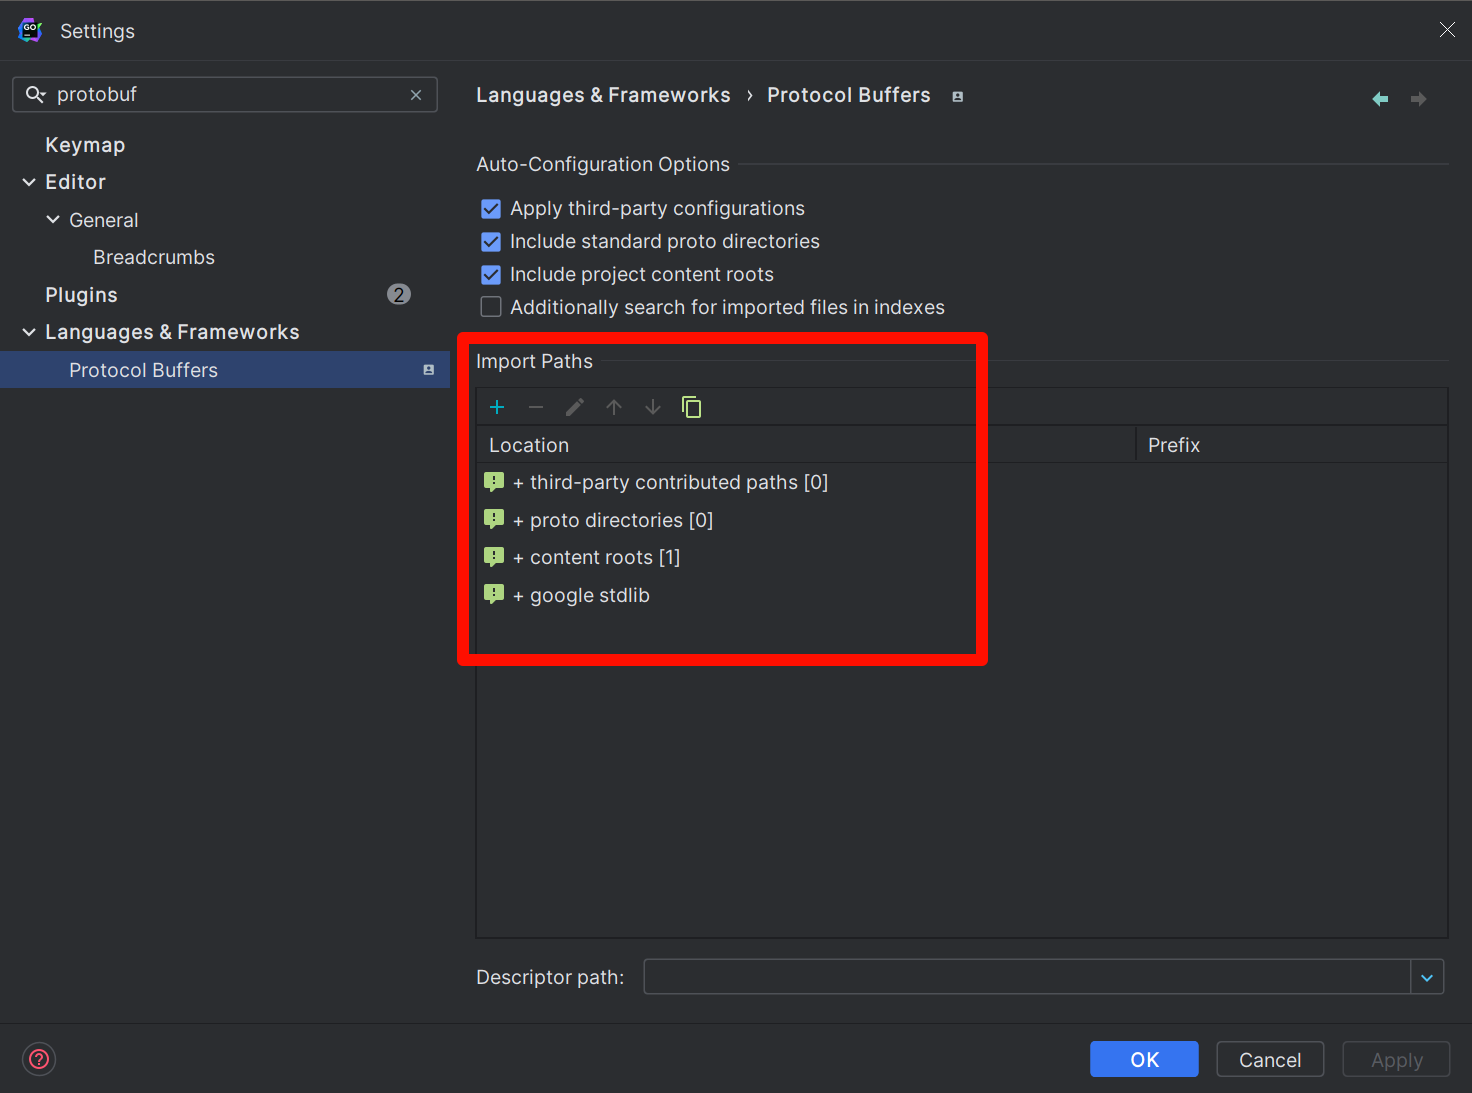 GO
Settings
protobuf
Keymap
Editor
General
Breadcrumbs
Plugins 2
Languages & Frameworks
Protocol Buffers
Languages & Frameworks › Protocol Buffers
Auto-Configuration Options
Apply third-party configurations
Include standard proto directories
Include project content roots
Additionally search for imported files in indexes
Import Paths
Location Prefix
+ third-party contributed paths [0]
+ proto directories [0]
+ content roots [1]
+ google stdlib
Descriptor path:
? OK Cancel Apply